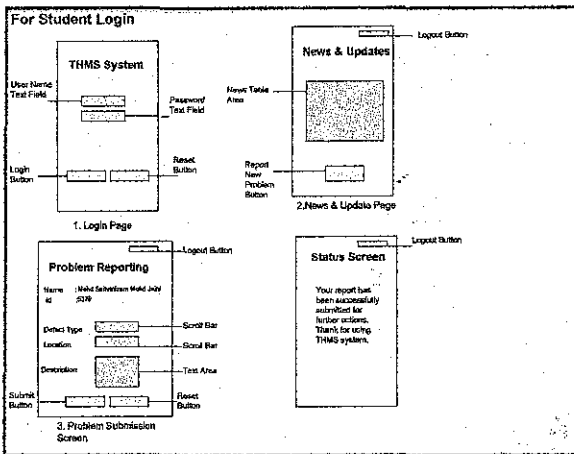 For Student Login
THMS System
User Name
Text Field
Password
Text Field
Login
Button
Reset
Button
1. Login Page
Logout Button
News & Updates
News Table
Area
Report
New
Problem
Button
2.News & Update Page
Logout Button
Problem Reporting
Name : Mohd
Id
Defect Type
Scroll Bar
Location
Scroll Bar
Description
Text Area
Submit
Button
Reset
Button
3. Problem Submission
Screen
Logout Button
Status Screen
Your report has
been successfully
submitted for
further actions.
Thank for using
THMS system.